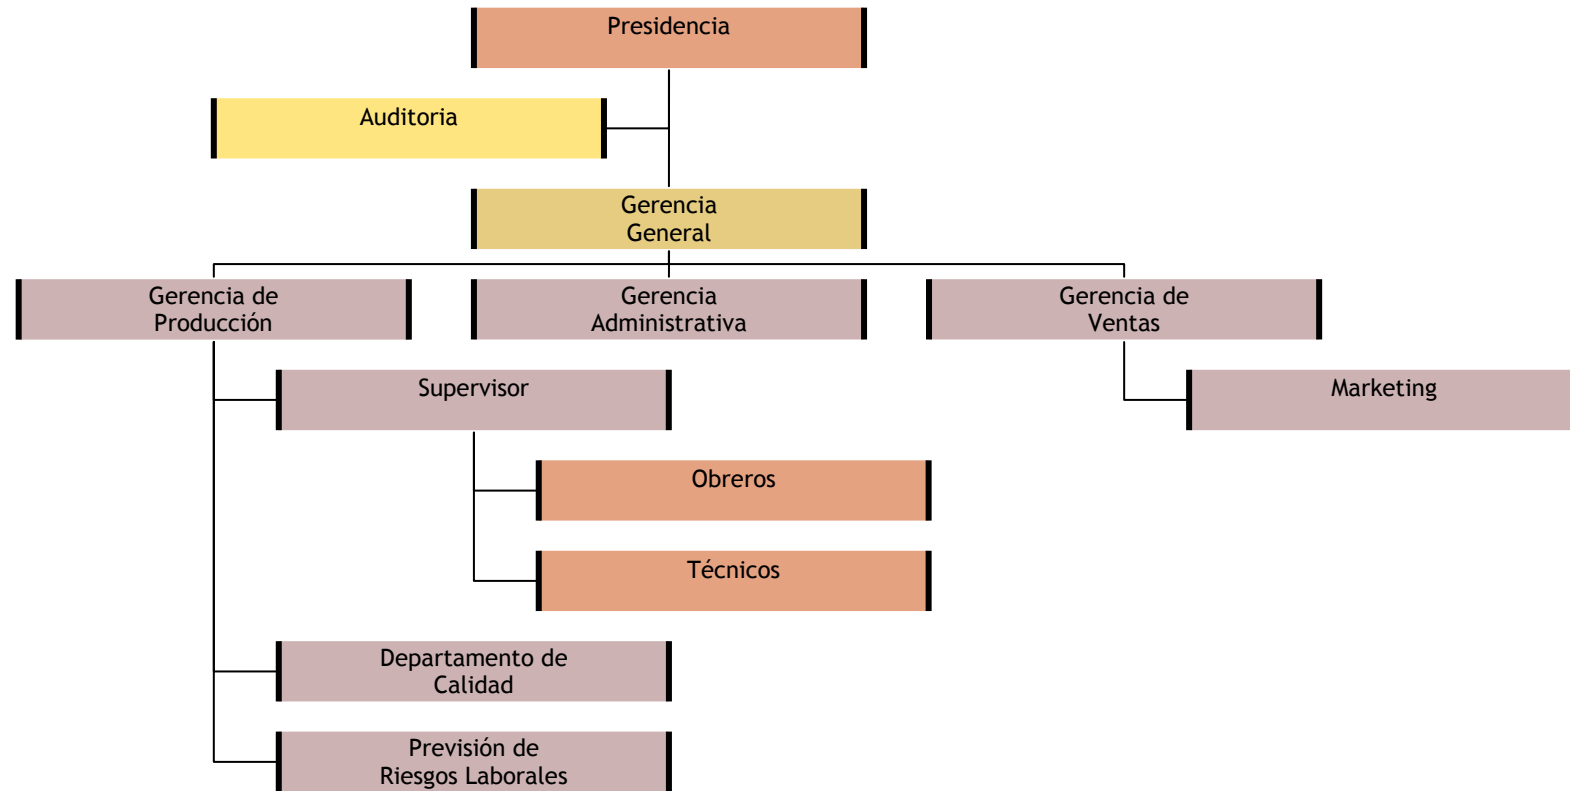 Presidencia
Auditoria
Gerencia
General
Gerencia de
Producción
Gerencia
Administrativa
Gerencia de
Ventas
Supervisor
Marketing
Obreros
Técnicos
Departamento de
Calidad
Previsión de
Riesgos Laborales